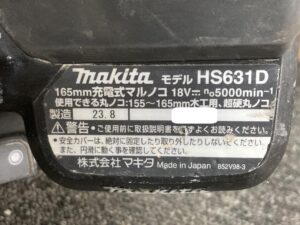 makita モデル HS631D
165mm充電式マルノコ 18V⎓ n₀5000min⁻¹
使用できる丸ノコ：155～165mm木工用、超硬丸ノコ
製造 23.8
⚠警告 •ご使用前に取扱説明書を必ずよくお読みください。
•安全カバーは、絶対に固定したり取り外したりしないでください。
また、円滑に動く事を確認してください。
株式会社マキタ Made in Japan 852V98-3
makita